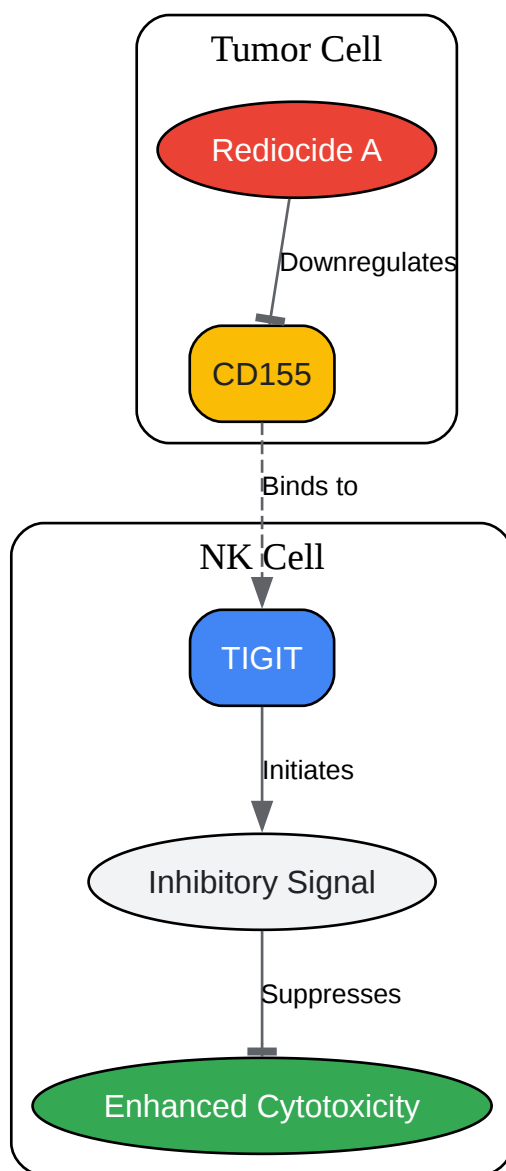 Tumor Cell
Rediocide A
Downregulates
CD155
Binds to
NK Cell
TIGIT
Initiates
Inhibitory Signal
Suppresses
Enhanced Cytotoxicity